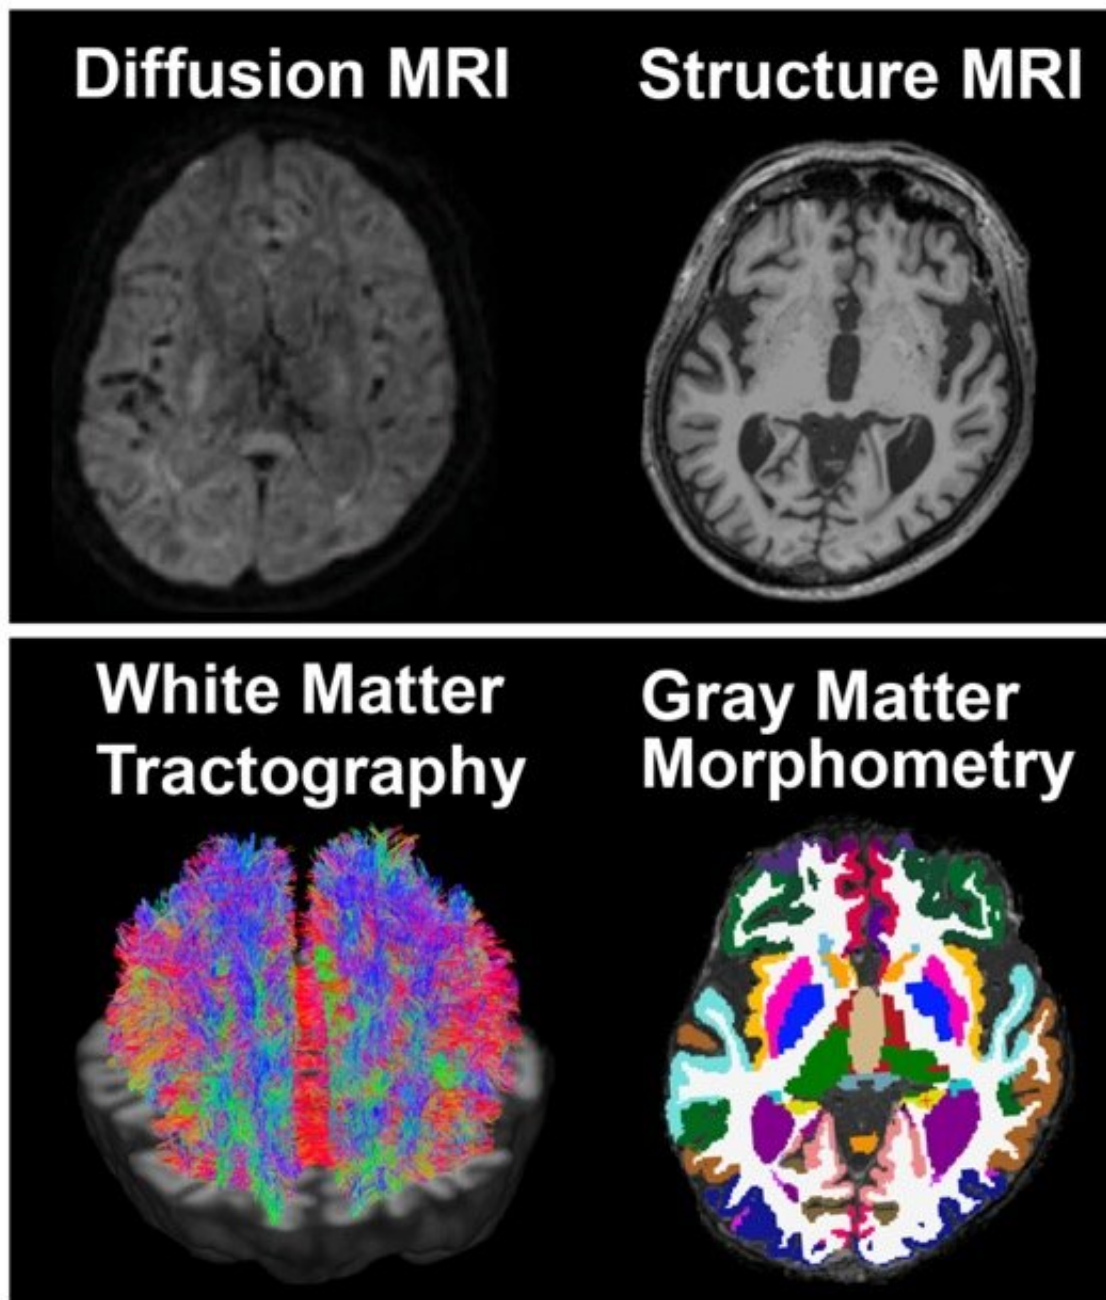 Diffusion MRI
Structure MRI
White Matter
Tractography
Gray Matter
Morphometry